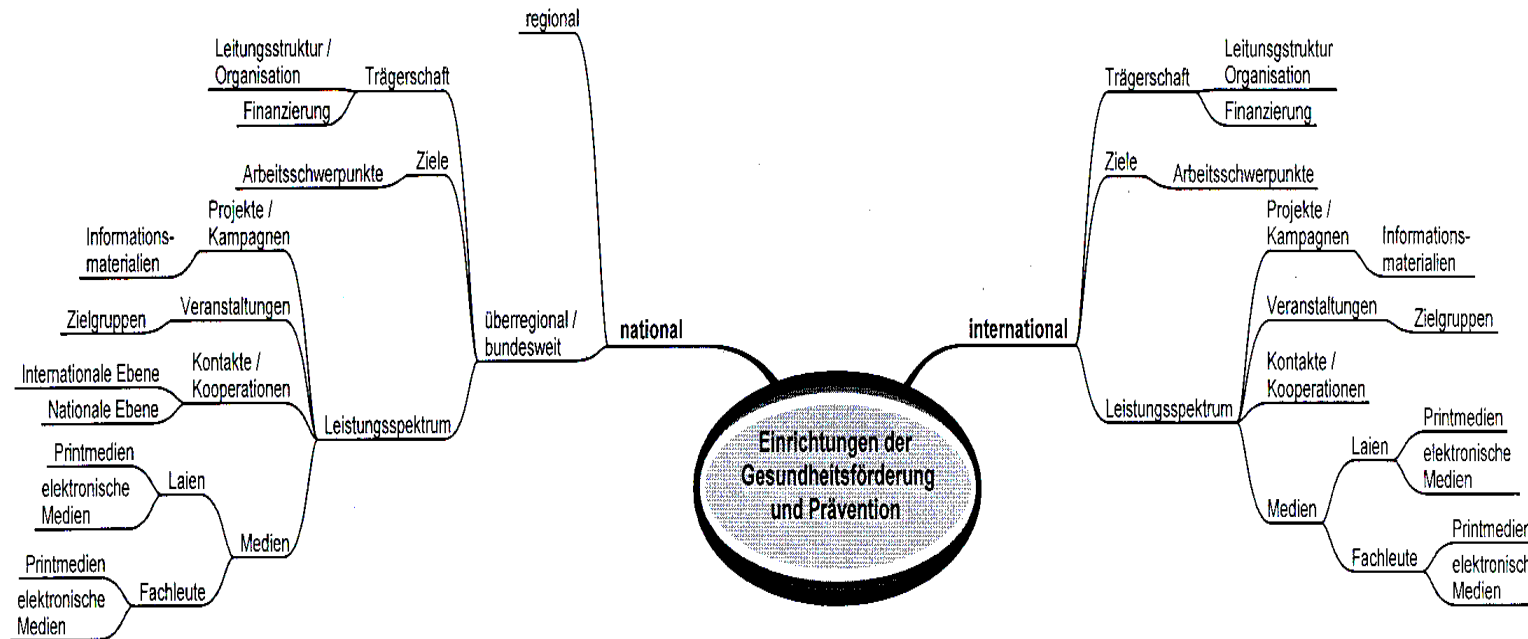 regional
Leitungsstruktur /
Organisation
Trägerschaft
Finanzierung
Ziele
Arbeitsschwerpunkte
Projekte /
Kampagnen
Informations-
materialien
Veranstaltungen
Zielgruppen
überregional /
bundesweit
national
Kontakte /
Kooperationen
Internationale Ebene
Nationale Ebene
Leistungsspektrum
Printmedien
Laien
elektronische
Medien
Medien
Printmedien
Fachleute
elektronische
Medien
Einrichtungen der
Gesundheitsförderung
und Prävention
international
Trägerschaft
Leitunsgstruktur
Organisation
Finanzierung
Ziele
Arbeitsschwerpunkte
Projekte /
Kampagnen
Informations-
materialien
Veranstaltungen
Zielgruppen
Kontakte /
Kooperationen
Leistungsspektrum
Printmedien
Laien
elektronische
Medien
Medien
Printmedien
Fachleute
elektronische
Medien